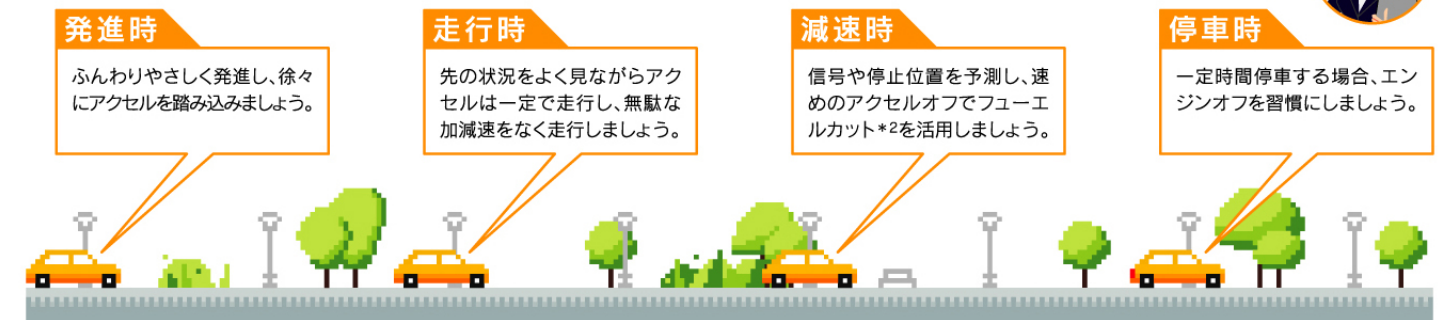 発進時
ふんわりやさしく発進し、徐々
にアクセルを踏み込みましょう。
走行時
先の状況をよく見ながらアク
セルは一定で走行し、無駄な
加減速をなく走行しましょう。
減速時
信号や停止位置を予測し、速
めのアクセルオフでフューエ
ルカット*2を活用しましょう。
停車時
一定時間停車する場合、エン
ジンオフを習慣にしましょう。